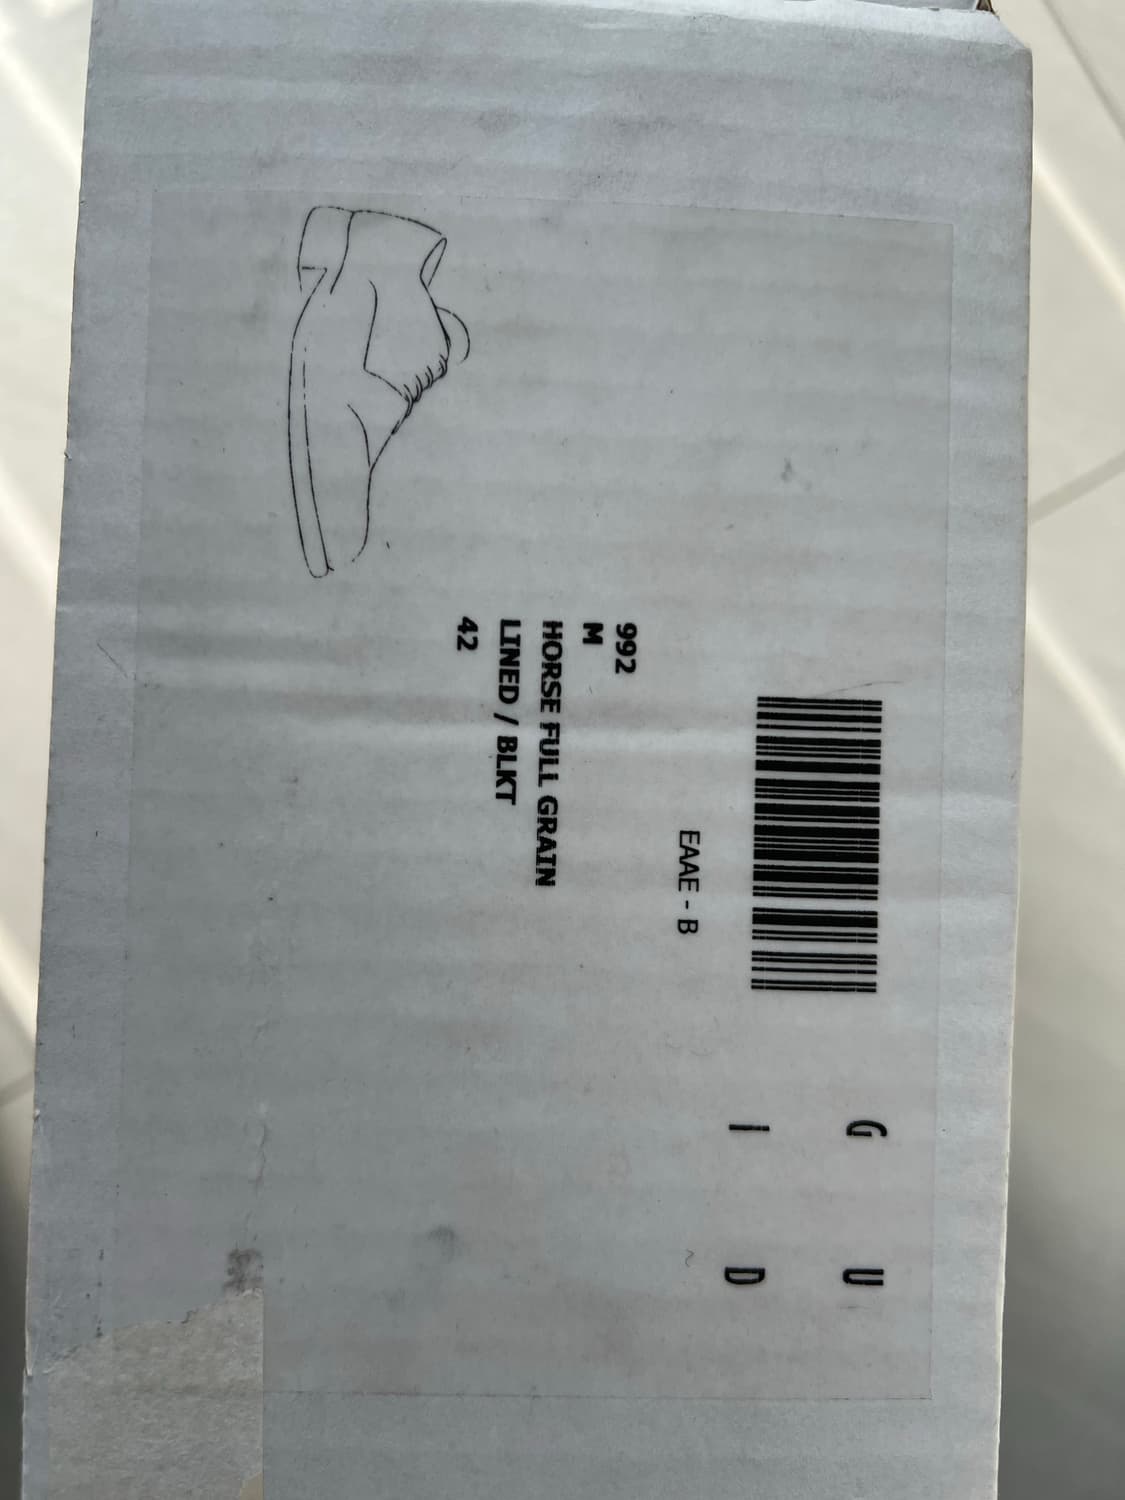 G U
I D
EAAE - B
992
M
HORSE FULL GRAIN
LINED / BLKT
42